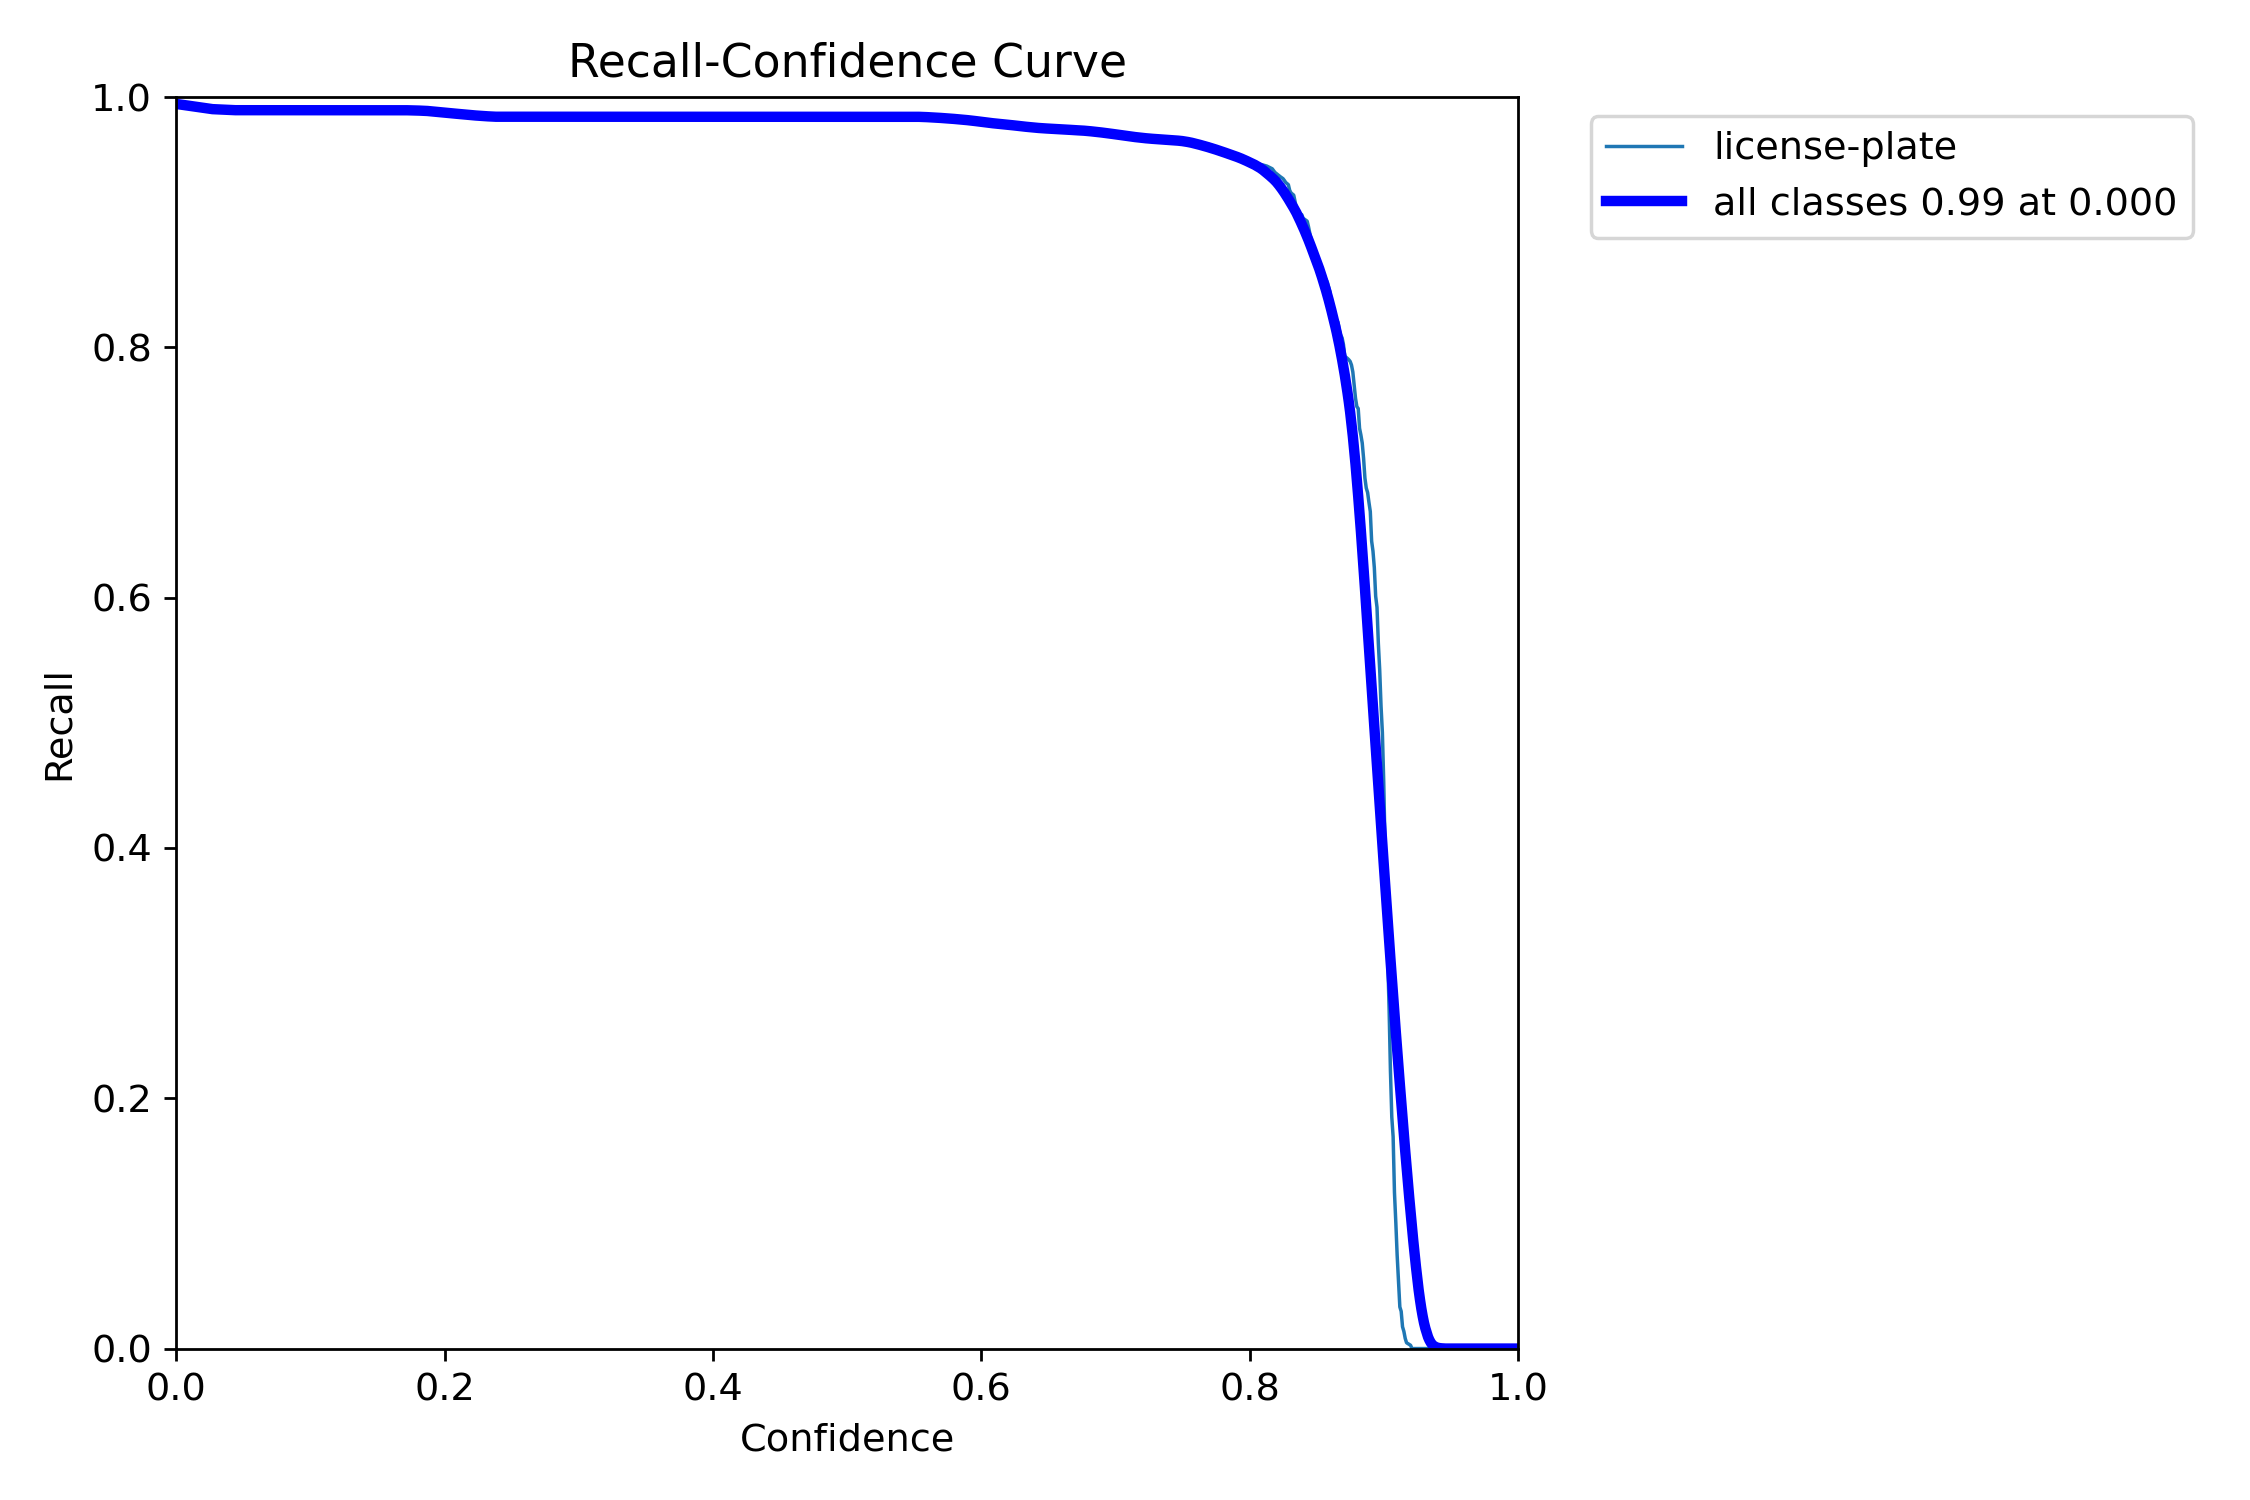 Recall-Confidence Curve
1.0
0.8
0.6
0.4
0.2
0.0
Recall
0.0 0.2 0.4 0.6 0.8 1.0
Confidence
license-plate
all classes 0.99 at 0.000